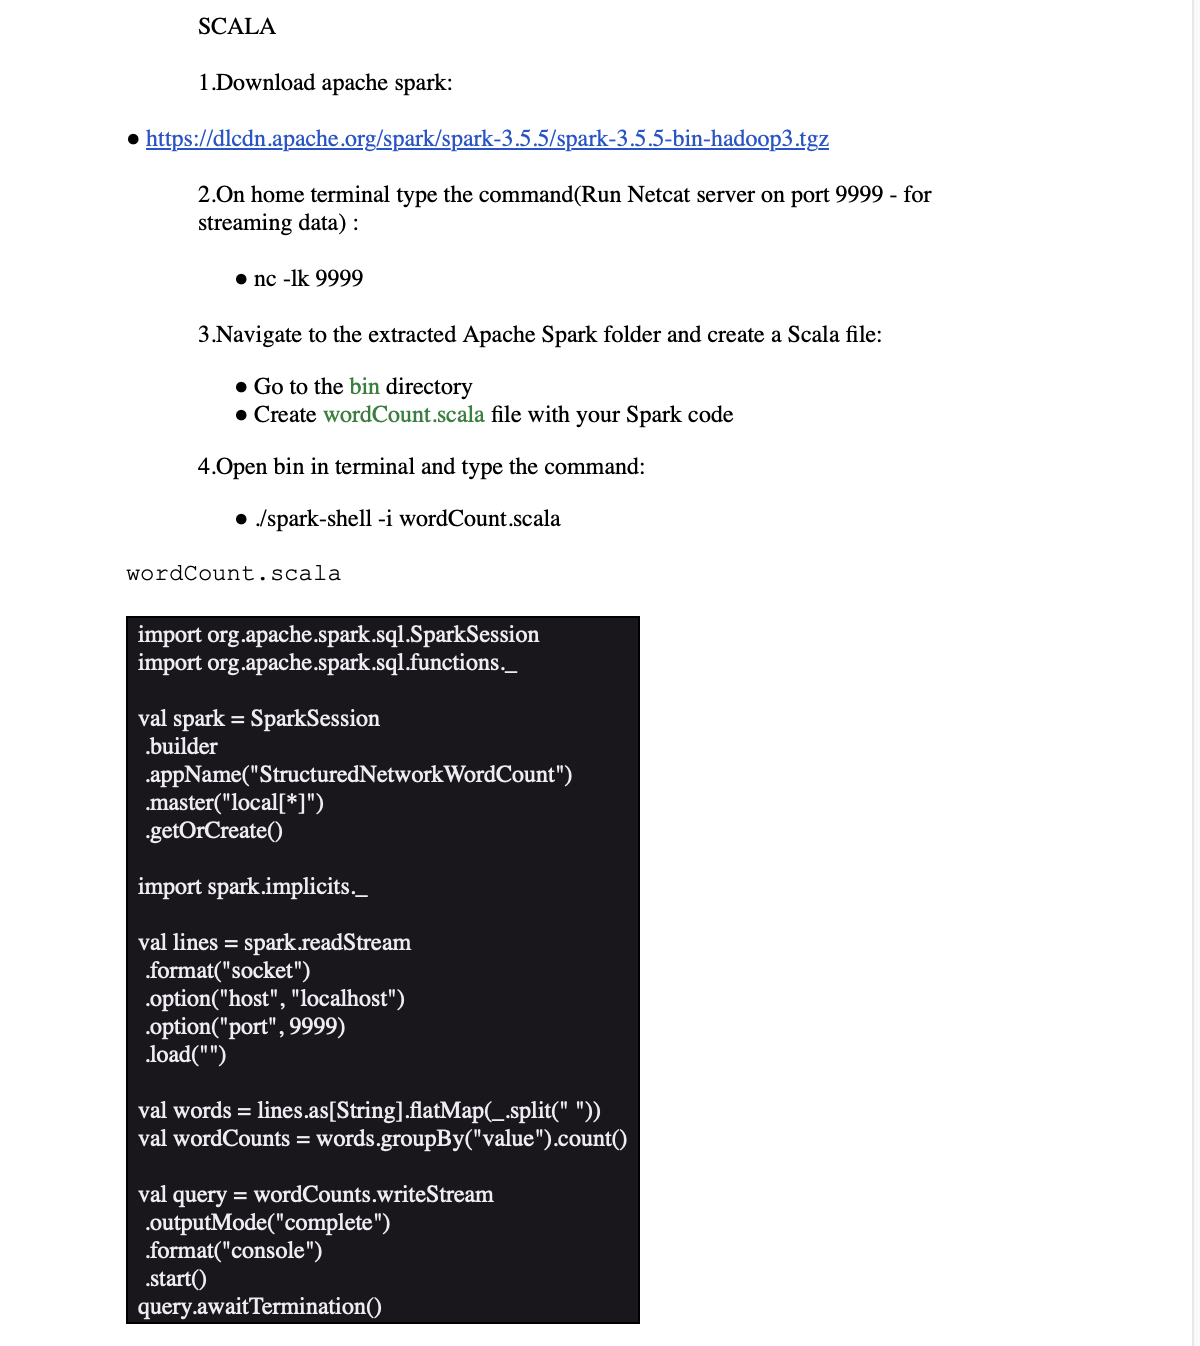 SCALA
1.Download apache spark:
● https://dlcdn.apache.org/spark/spark-3.5.5/spark-3.5.5-bin-hadoop3.tgz
2.On home terminal type the command(Run Netcat server on port 9999 - for
streaming data) :
● nc -lk 9999
3.Navigate to the extracted Apache Spark folder and create a Scala file:
● Go to the bin directory
● Create wordCount.scala file with your Spark code
4.Open bin in terminal and type the command:
● ./spark-shell -i wordCount.scala
wordCount.scala
import org.apache.spark.sql.SparkSession
import org.apache.spark.sql.functions._
val spark = SparkSession
.builder
.appName("StructuredNetworkWordCount")
.master("local[*]")
.getOrCreate()
import spark.implicits._
val lines = spark.readStream
.format("socket")
.option("host", "localhost")
.option("port", 9999)
.load("")
val words = lines.as[String].flatMap(_.split(" "))
val wordCounts = words.groupBy("value").count()
val query = wordCounts.writeStream
.outputMode("complete")
.format("console")
.start()
query.awaitTermination()